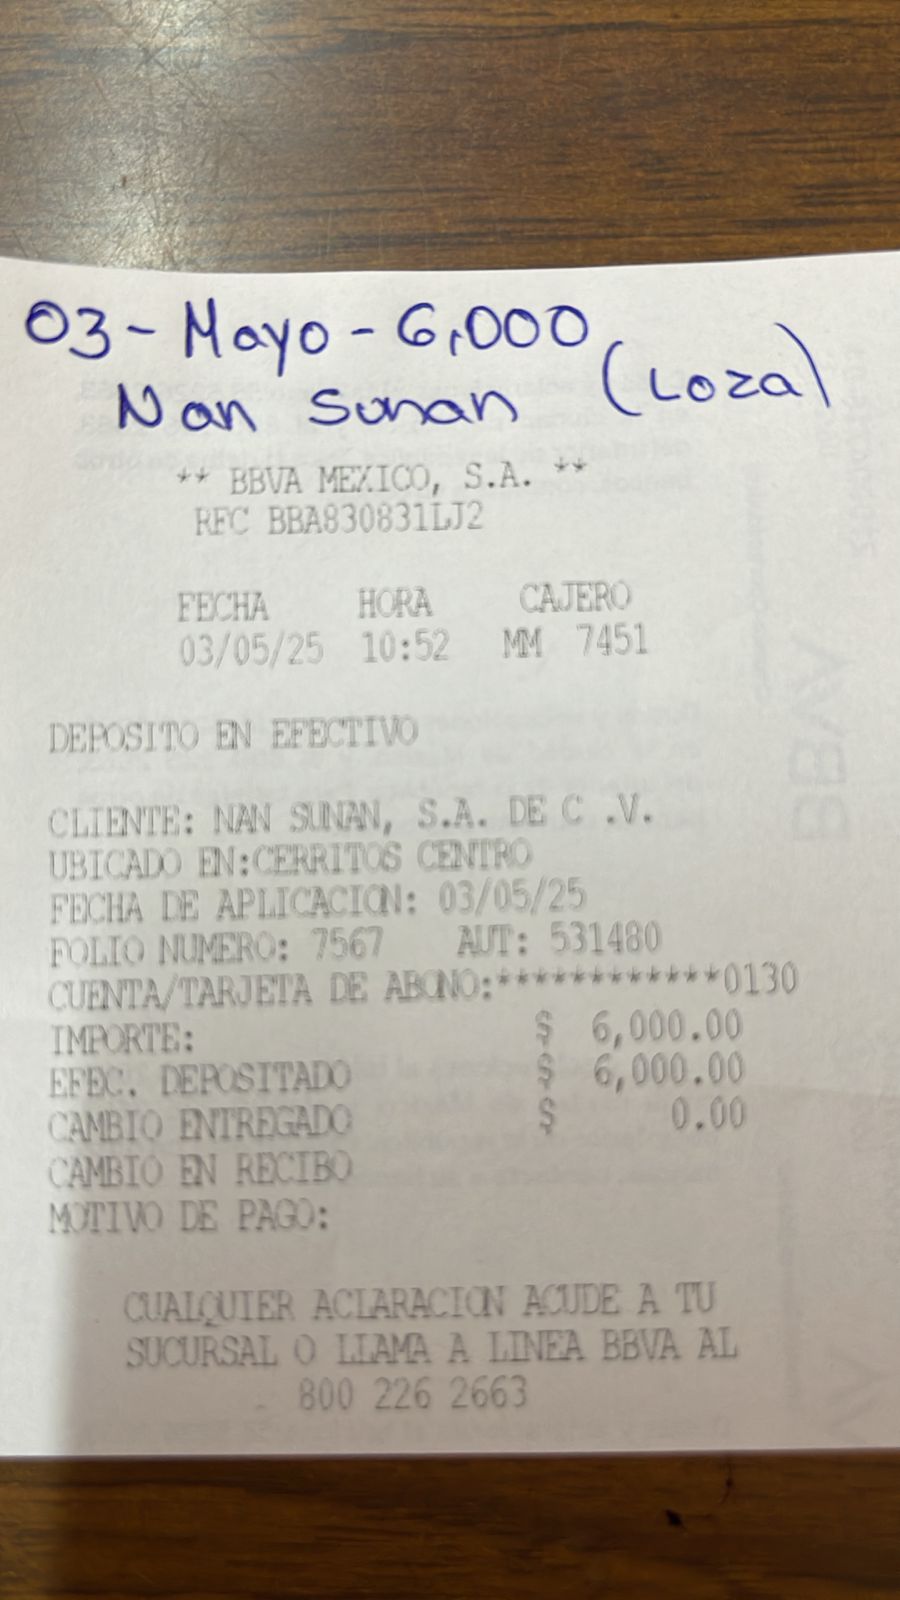 03- Mayo - 6,000
Nan Sunan (Loza)
** BBVA MEXICO, S.A. **
RFC BBA830831LJ2
FECHA HORA CAJERO
03/05/25 10:52 MM 7451
DEPOSITO EN EFECTIVO
CLIENTE: NAN SUNAN, S.A. DE C .V.
UBICADO EN:CERRITOS CENTRO
FECHA DE APLICACION: 03/05/25
FOLIO NUMERO: 7567 AUT: 531480
CUENTA/TARJETA DE ABONO:************0130
IMPORTE: $ 6,000.00
EFEC. DEPOSITADO $ 6,000.00
CAMBIO ENTREGADO $ 0.00
CAMBIO EN RECIBO
MOTIVO DE PAGO:
CUALQUIER ACLARACION ACUDE A TU
SUCURSAL O LLAMA A LINEA BBVA AL
800 226 2663
BBVA